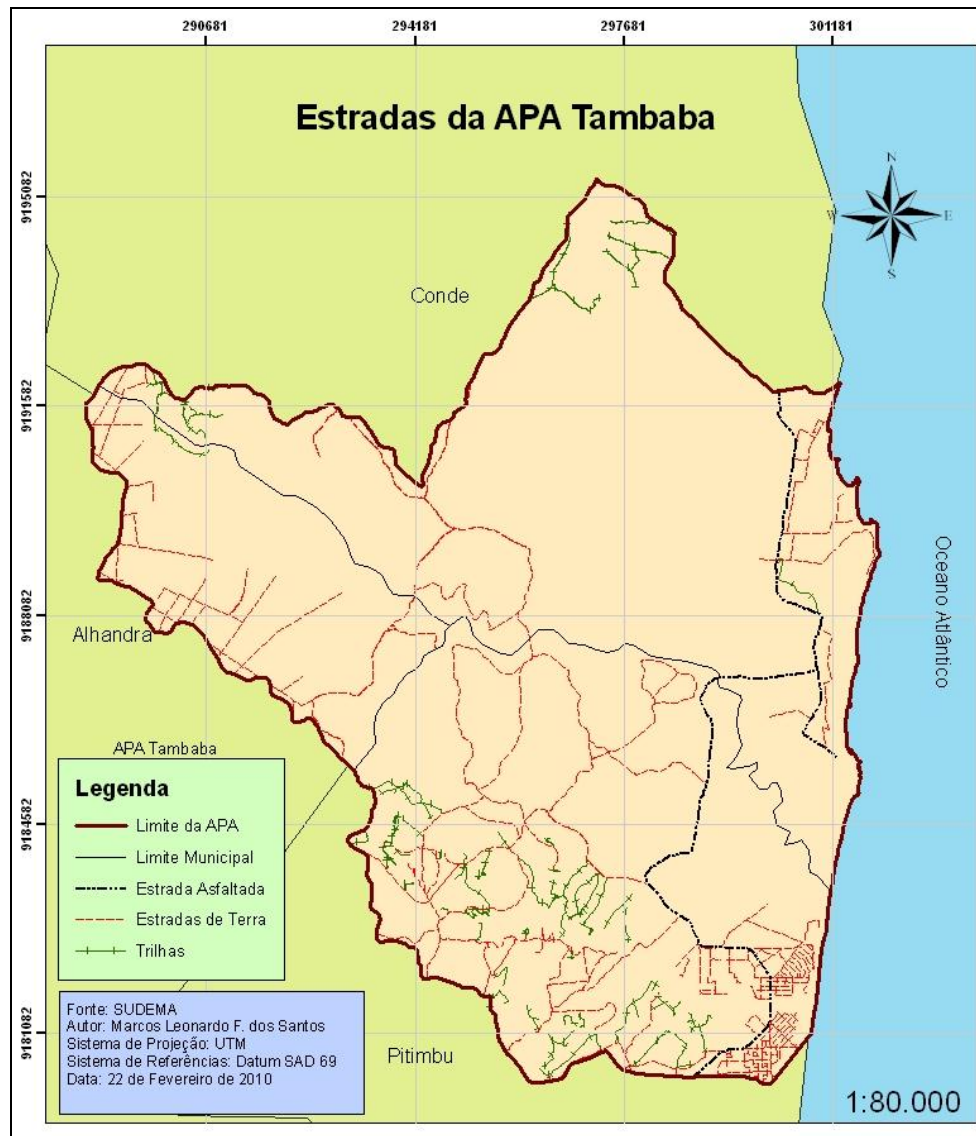 290681 294181 297681 301181
Estradas da APA Tambaba
9195082
N
W E
S
Conde
9191582
Oceano Atlântico
9188082
Alhandra
APA Tambaba
Legenda
Limite da APA
Limite Municipal
Estrada Asfaltada
Estradas de Terra
Trilhas
9184582
Fonte: SUDEMA
Autor: Marcos Leonardo F. dos Santos
Sistema de Projeção: UTM
Sistema de Referências: Datum SAD 69
Data: 22 de Fevereiro de 2010
9181082
Pitimbu
1:80.000